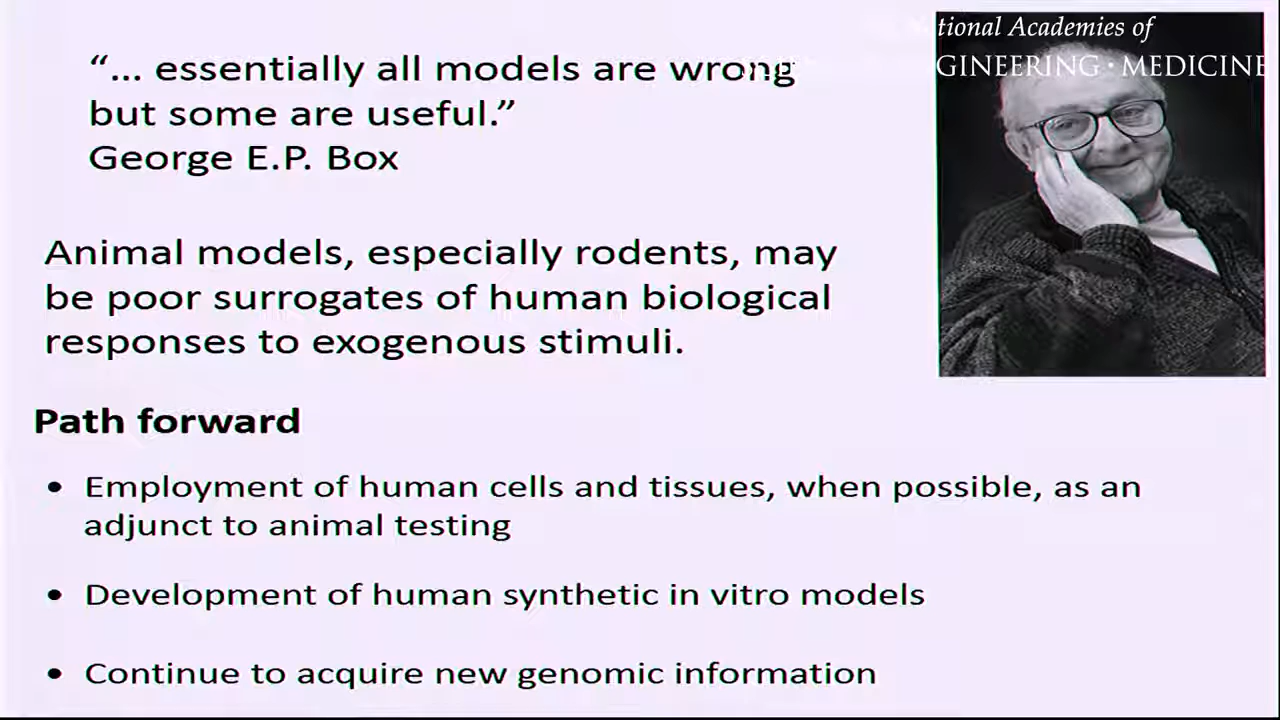 tional Academies of
GINEERING · MEDICINE
“... essentially all models are wrong
but some are useful.”
George E.P. Box
Animal models, especially rodents, may
be poor surrogates of human biological
responses to exogenous stimuli.
Path forward
• Employment of human cells and tissues, when possible, as an
adjunct to animal testing
• Development of human synthetic in vitro models
• Continue to acquire new genomic information